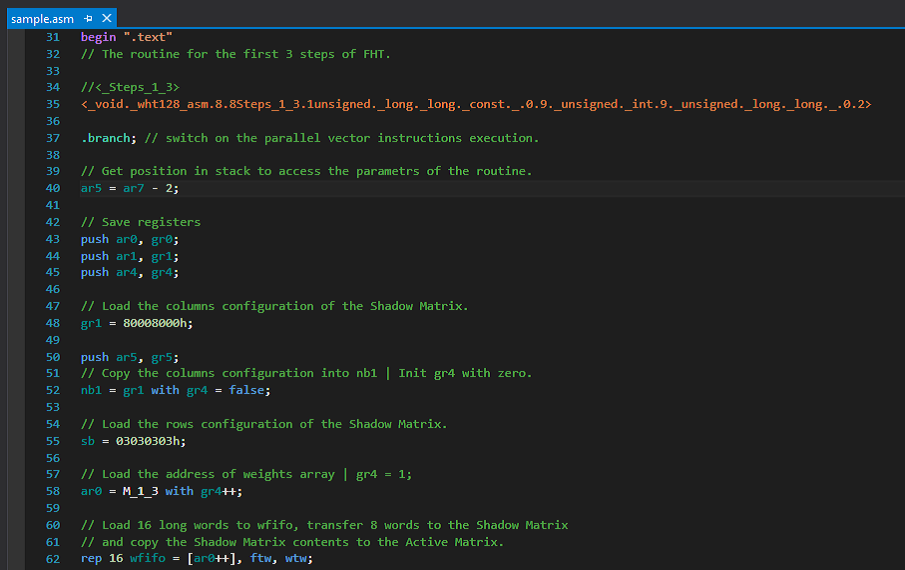 sample.asm
31 begin ".text"
32 // The routine for the first 3 steps of FHT.
33
34 //<_Steps_1_3>
35 <_void._wht128_asm.8.8Steps_1_3.1unsigned._long._long._const._.0.9._unsigned._int.9._unsigned._long._long._.0.2>
36
37 .branch; // switch on the parallel vector instructions execution.
38
39 // Get position in stack to access the parametrs of the routine.
40 ar5 = ar7 - 2;
41
42 // Save registers
43 push ar0, gr0;
44 push ar1, gr1;
45 push ar4, gr4;
46
47 // Load the columns configuration of the Shadow Matrix.
48 gr1 = 80008000h;
49
50 push ar5, gr5;
51 // Copy the columns configuration into nb1 | Init gr4 with zero.
52 nb1 = gr1 with gr4 = false;
53
54 // Load the rows configuration of the Shadow Matrix.
55 sb = 03030303h;
56
57 // Load the address of weights array | gr4 = 1;
58 ar0 = M_1_3 with gr4++;
59
60 // Load 16 long words to wfifo, transfer 8 words to the Shadow Matrix
61 // and copy the Shadow Matrix contents to the Active Matrix.
62 rep 16 wfifo = [ar0++], ftw, wtw;